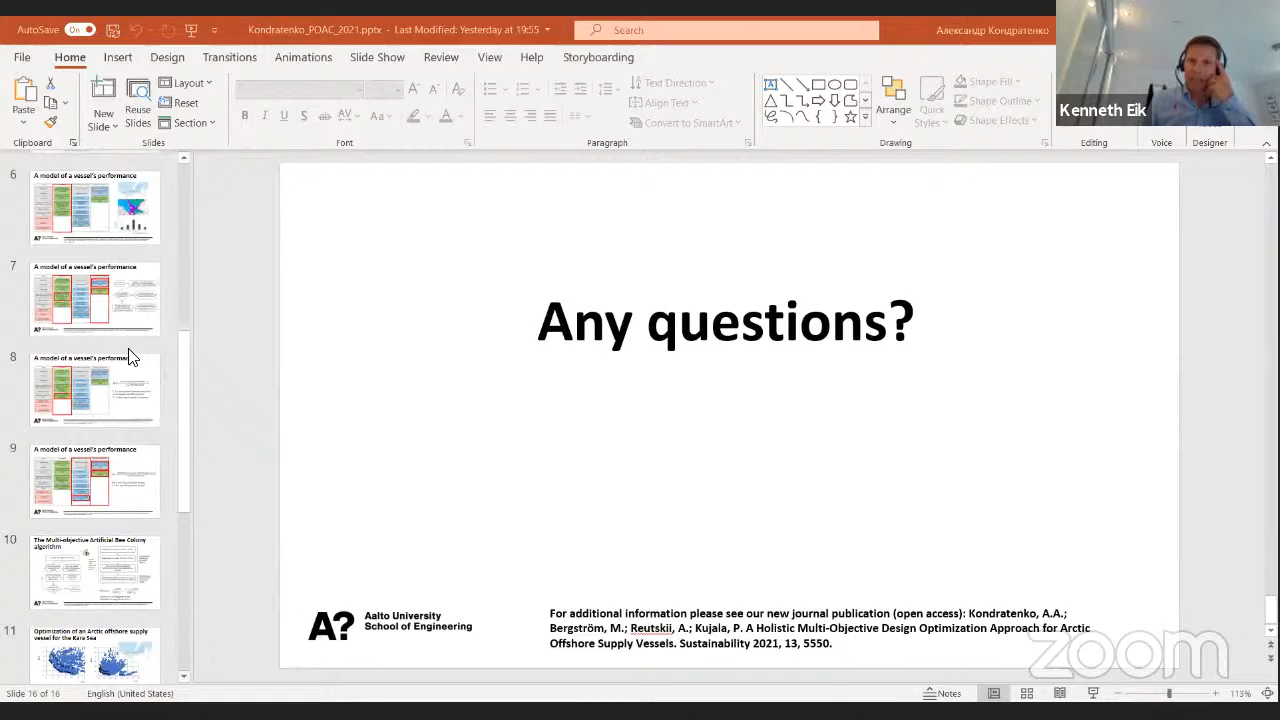 AutoSave On Kondratenko_POAC_2021.pptx - Last Modified: Yesterday at 19:55 Search Александр Кондратенко
File Home Insert Design Transitions Animations Slide Show Review View Help Storyboarding
Paste New Slides Reuse Slides Layout Reset Section
Text Direction Align Text Convert to SmartArt
Arrange Quick Styles Shape Fill Shape Outline Shape Effects
Kenneth Eik
Clipboard Slides Font Paragraph Drawing Editing Voice Designer
6 A model of a vessel's performance
7 A model of a vessel's performance
8 A model of a vessel's performance
9 A model of a vessel's performance
10 The Multi-objective Artificial Bee Colony
algorithm
11 Optimization of an Arctic offshore supply
vessel for the Kara Sea
Any questions?
A? Aalto University
School of Engineering
For additional information please see our new journal publication (open access): Kondratenko, A.A.;
Bergström, M.; Reutskii, A.; Kujala, P. A Holistic Multi-Objective Design Optimization Approach for Arctic
Offshore Supply Vessels. Sustainability 2021, 13, 5550.
zoom
Slide 16 of 16 English (United States) Notes 113%